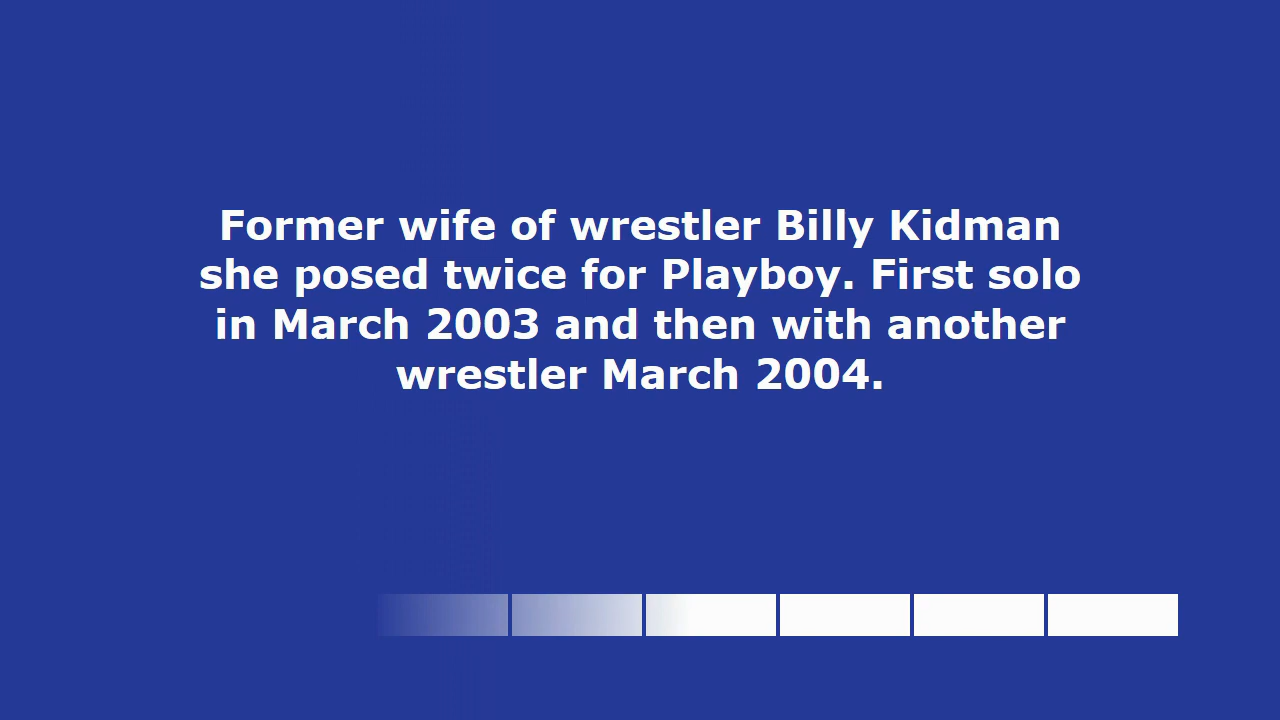 Former wife of wrestler Billy Kidman
she posed twice for Playboy. First solo
in March 2003 and then with another
wrestler March 2004.